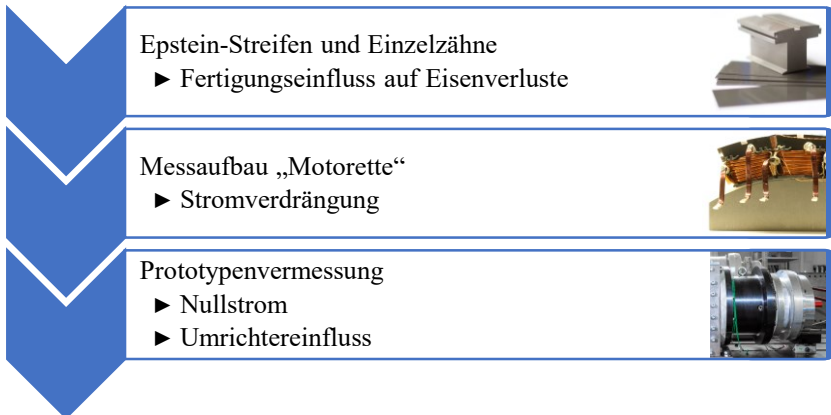 Epstein-Streifen und Einzelzähne
► Fertigungseinfluss auf Eisenverluste
Messaufbau „Motorette“
► Stromverdrängung
Prototypenvermessung
► Nullstrom
► Umrichtereinfluss